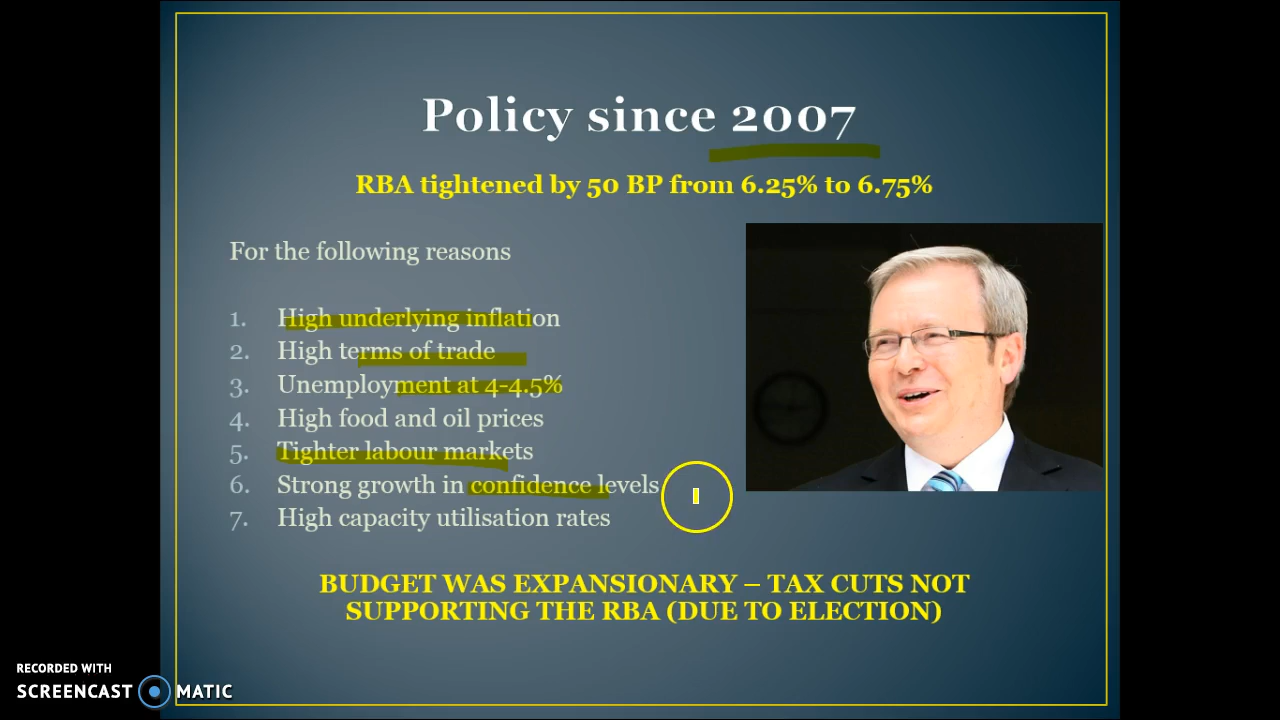 Policy since 2007
RBA tightened by 50 BP from 6.25% to 6.75%
For the following reasons
1. High underlying inflation
2. High terms of trade
3. Unemployment at 4-4.5%
4. High food and oil prices
5. Tighter labour markets
6. Strong growth in confidence levels
7. High capacity utilisation rates
BUDGET WAS EXPANSIONARY – TAX CUTS NOT
SUPPORTING THE RBA (DUE TO ELECTION)
RECORDED WITH
SCREENCAST MATIC